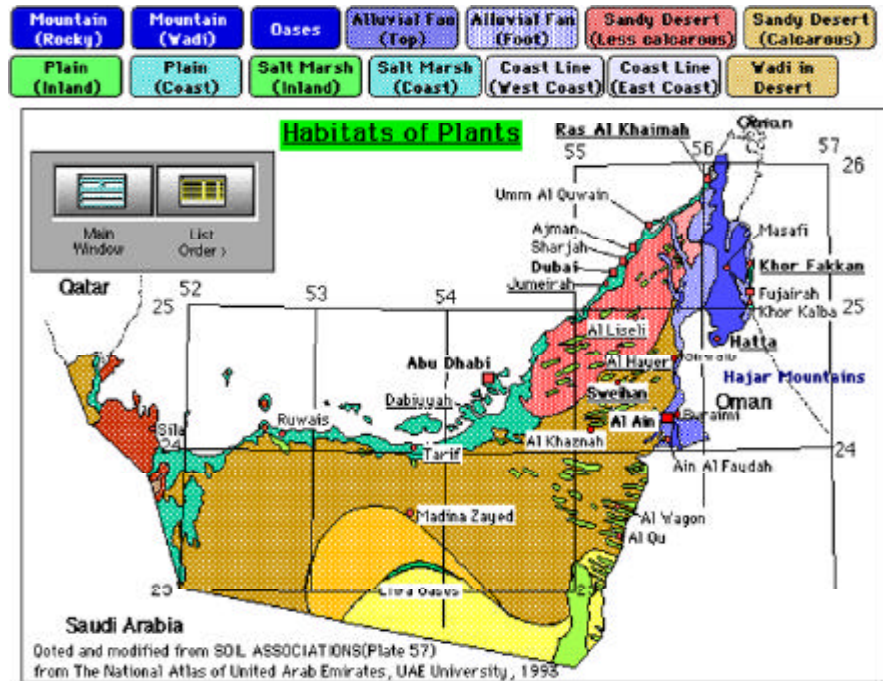 Mountain (Rocky)
Mountain (Wadi)
Oases
Alluvial Fan (Top)
Alluvial Fan (Foot)
Sandy Desert (Less calcarous)
Sandy Desert (Calcarous)
Plain (Inland)
Plain (Coast)
Salt Marsh (Inland)
Salt Marsh (Coast)
Coast Line (West Coast)
Coast Line (East Coast)
Wadi in Desert
Habitats of Plants
Ras Al Khaimah
Oman
55
56
57
26
Umm Al Quwain
Main Window
List Order >
Ajman
Masafi
Sharjah
Dubai
Khor Fakkan
Qatar
Jumeirah
25
52
53
54
Fujairah
25
Khor Kalba
Al Liseli
Hatta
Abu Dhabi
Al Hayer
Hajar Mountains
Dabiyyah
Sweihan
Oman
Ruwais
Al Ain
Buraimi
Sila
24
Al Khaznah
24
Tarif
Ain Al Faudah
Madina Zayed
Al Wagon
Al Qu
23
Liwa Oases
Saudi Arabia
Qoted and modified from SOIL ASSOCIATIONS(Plate 57)
from The National Atlas of United Arab Emirates, UAE University, 1993